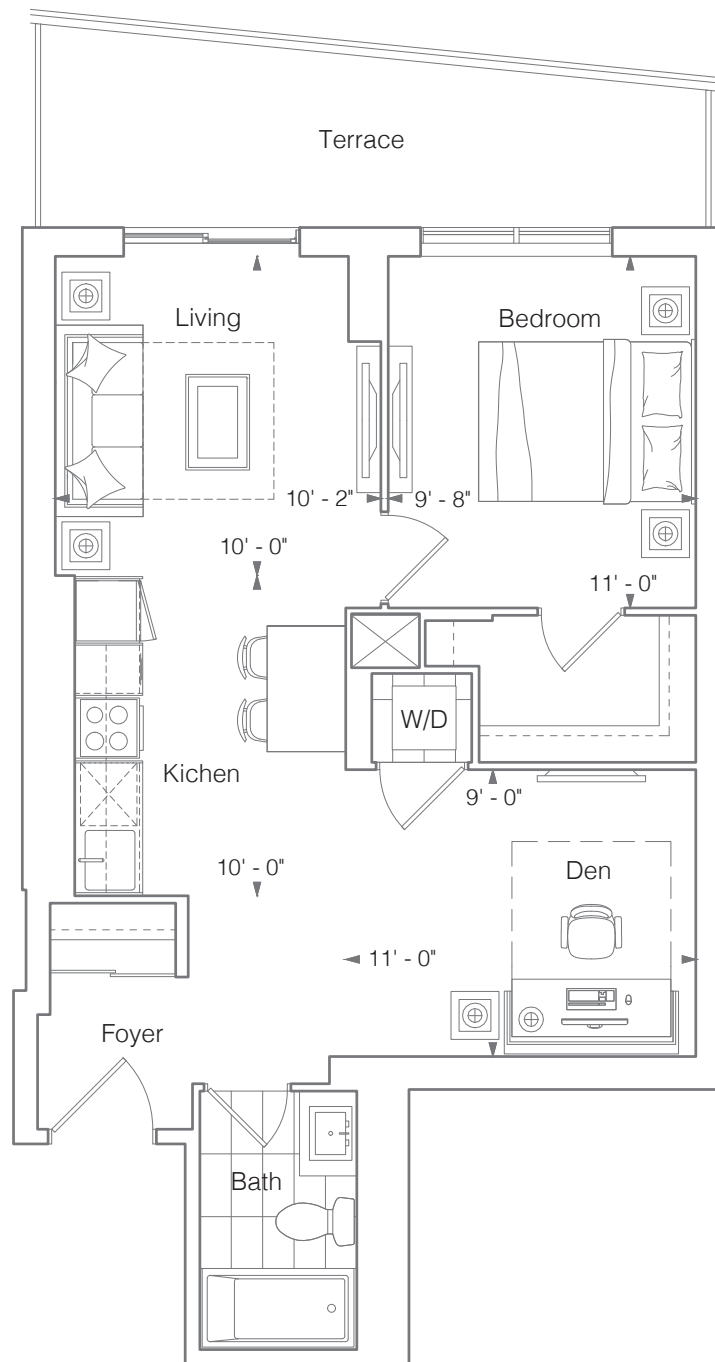 Terrace
Living
Bedroom
10' - 2"
9' - 8"
10' - 0"
11' - 0"
W/D
Kichen
9' - 0"
10' - 0"
Den
11' - 0"
Foyer
Bath